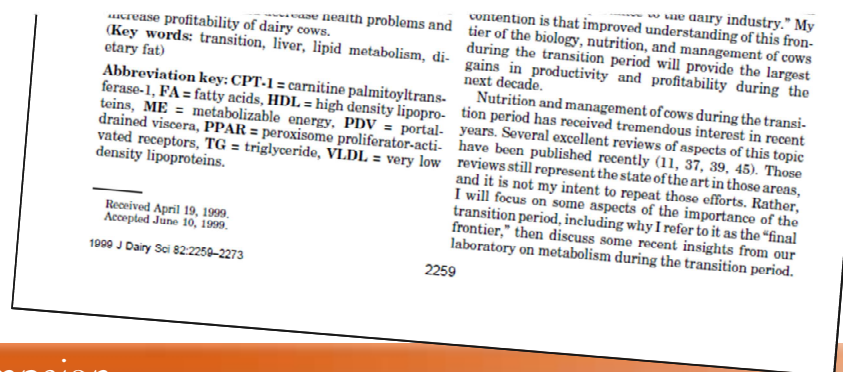 increase profitability of dairy cows.
(Key words: transition, liver, lipid metabolism, di-
etary fat)
Abbreviation key: CPT-1 = carnitine palmitoyltrans-
ferase-1, FA = fatty acids, HDL = high density lipopro-
teins, ME = metabolizable energy, PDV = portal-
drained viscera, PPAR = peroxisome proliferator-acti-
vated receptors, TG = triglyceride, VLDL = very low
density lipoproteins.
Received April 19, 1999.
Accepted June 10, 1999.
1999 J Dairy Sci 82:2259–2273
the dairy industry.” My
contention is that improved understanding of this fron-
tier of the biology, nutrition, and management of cows
during the transition period will provide the largest
gains in productivity and profitability during the
next decade.
Nutrition and management of cows during the transi-
tion period has received tremendous interest in recent
years. Several excellent reviews of aspects of this topic
have been published recently (11, 37, 39, 45). Those
reviews still represent the state of the art in those areas,
and it is not my intent to repeat those efforts. Rather,
I will focus on some aspects of the importance of the
transition period, including why I refer to it as the “final
frontier,” then discuss some recent insights from our
laboratory on metabolism during the transition period.
2259